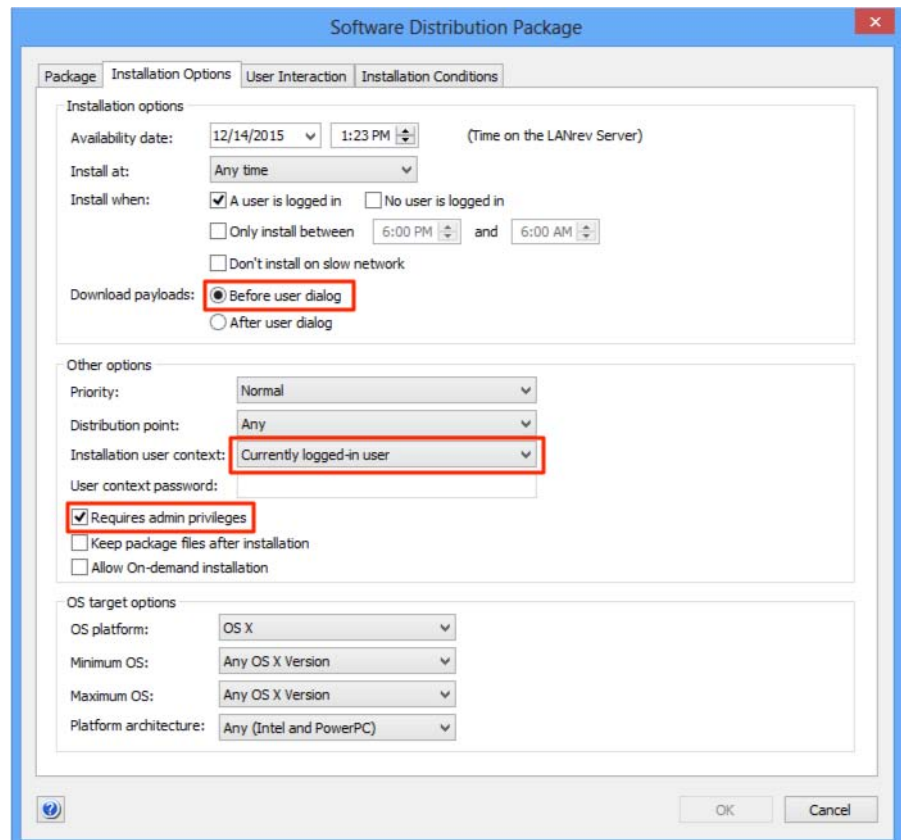 Software Distribution Package
Package Installation Options User Interaction Installation Conditions
Installation options
Availability date: 12/14/2015 1:23 PM (Time on the LANrev Server)
Install at: Any time
Install when: A user is logged in No user is logged in
Only install between 6:00 PM and 6:00 AM
Don't install on slow network
Download payloads: Before user dialog
After user dialog
Other options
Priority: Normal
Distribution point: Any
Installation user context: Currently logged-in user
User context password:
Requires admin privileges
Keep package files after installation
Allow On-demand installation
OS target options
OS platform: OS X
Minimum OS: Any OS X Version
Maximum OS: Any OS X Version
Platform architecture: Any (Intel and PowerPC)
OK Cancel